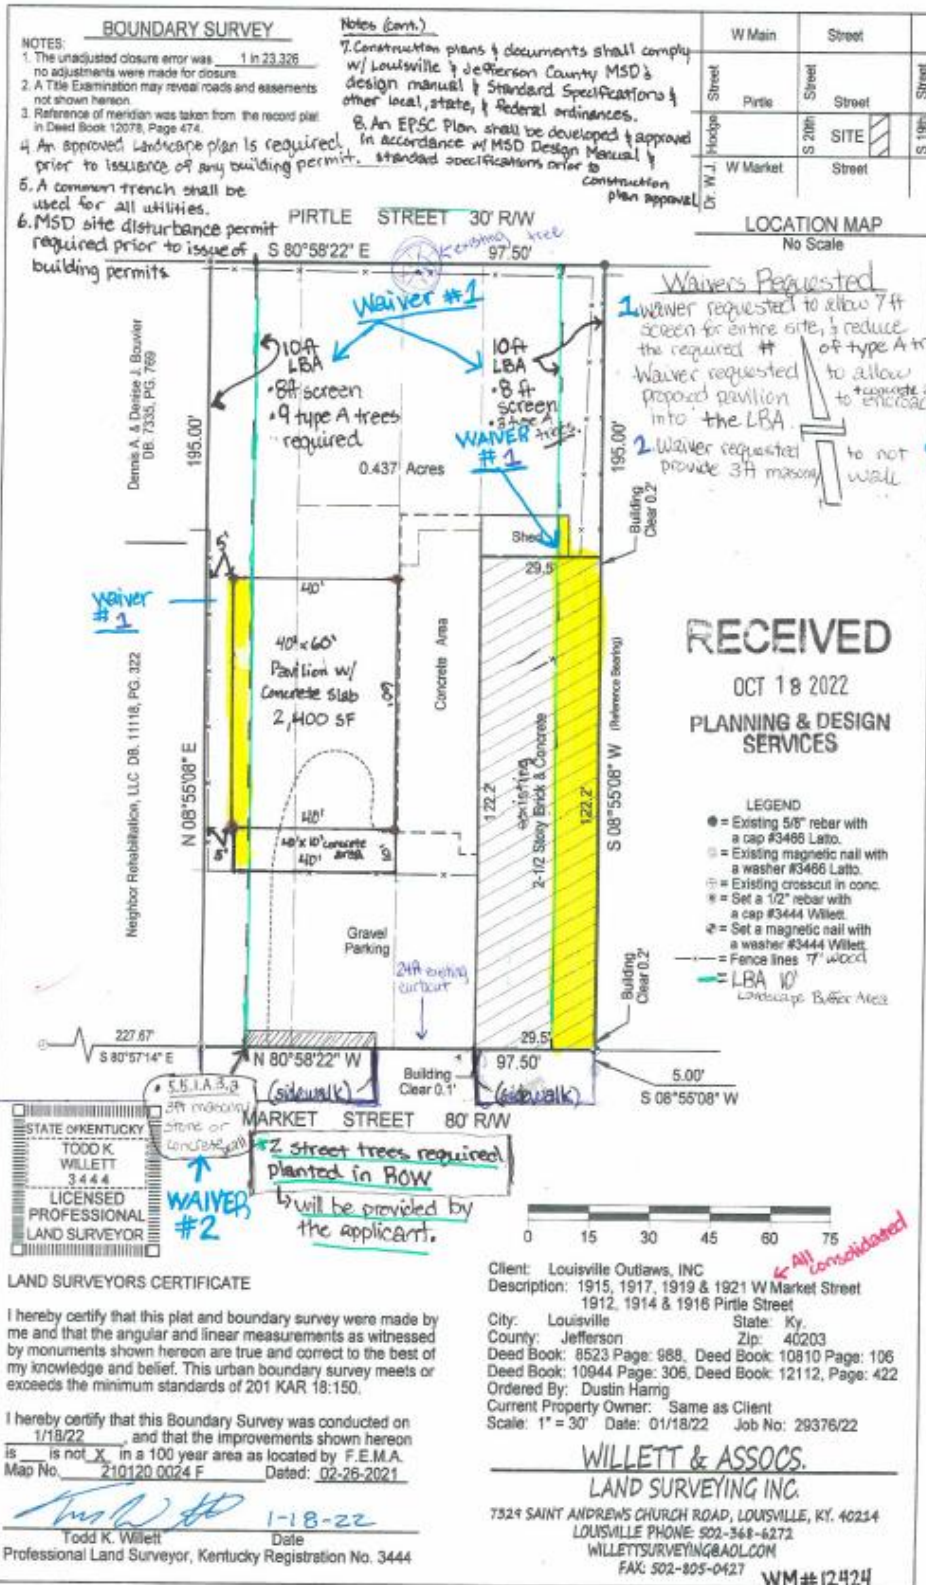 BOUNDARY SURVEY
NOTES:
1. The unadjusted closure error was 1 in 23,326
no adjustments were made for closure.
2. A Title Examination may reveal roads and easements
not shown hereon.
3. Reference of meridian was taken from the record plat
in Deed Book 12078, Page 474.
4. An approved Landscape plan is required
prior to issuance of any building permit.
5. A common trench shall be
used for all utilities.
6. MSD site disturbance permit
required prior to issue of
building permits
Notes (cont.)
7. Construction plans & documents shall comply
w/ Louisville & Jefferson County MSD's
design manual & Standard Specifications &
other local, state, & Federal ordinances.
8. An EPSC Plan shall be developed & approved
in accordance w/ MSD Design Manual &
standard specifications prior to
construction
plan approval
W Main Street
Street
Pirtle Street
Street
Dr. W.J. Hodge
S 20th
SITE
S 19th
Street
W Market Street
LOCATION MAP
No Scale
PIRTLE STREET 30' R/W
S 80°58'22" E 97.50'
existing tree
Waiver #1
Waivers Requested
1. Waiver requested to allow 7ft
screen for entire site, & reduce
the required # of type A
Waiver requested to allow
proposed pavilion
to encroach
into the LBA.
2. Waiver requested to not
provide 3ft masonry wall
Dennis A. & Denise J. Bouvier
DB. 7335, PG. 769
195.00'
10ft
LBA
• 8ft screen
• 9 type A trees
required
10ft
LBA
• 8 ft
screen
• 3 type A
trees.
WAIVER
# 1
0.437 Acres
195.00'
Building
Clear 0.2'
Shed
29.5'
5'
40'
Waiver
# 1
40' x 60'
Pavilion w/
Concrete Slab
2,400 SF
60'
Concrete Area
existing
2-1/2 Story Brick & Concrete
122.2'
122.2'
S 08°55'08" W (Reference Bearing)
N 08°55'08" E
Neighbor Rehabilitation, LLC DB. 11118, PG. 322
40'
5'
40' x 10' concrete
area
40'
10'
Gravel
Parking
24ft existing
curbcut
Building
Clear 0.2'
29.5'
RECEIVED
OCT 18 2022
PLANNING & DESIGN
SERVICES
LEGEND
= Existing 5/8" rebar with
a cap #3466 Latto.
= Existing magnetic nail with
a washer #3466 Latto.
= Existing crosscut in conc.
= Set a 1/2" rebar with
a cap #3444 Willett.
= Set a magnetic nail with
a washer #3444 Willett.
= Fence lines 7' wood
= LBA 10'
Landscape Buffer Area
227.67'
S 80°57'14" E
N 80°58'22" W 97.50'
5.00'
S 08°55'08" W
(sidewalk)
Building
Clear 0.1'
(sidewalk)
• 5.5.1.A.3.a
3ft masonry
stone or
concrete wall
WAIVER
#2
MARKET STREET 80' R/W
*2 street trees required
planted in ROW
↳ will be provided by
the applicant.
STATE of KENTUCKY
TODD K.
WILLETT
3444
LICENSED
PROFESSIONAL
LAND SURVEYOR
0 15 30 45 60 75
LAND SURVEYORS CERTIFICATE
I hereby certify that this plat and boundary survey were made by
me and that the angular and linear measurements as witnessed
by monuments shown hereon are true and correct to the best of
my knowledge and belief. This urban boundary survey meets or
exceeds the minimum standards of 201 KAR 18:150.
I hereby certify that this Boundary Survey was conducted on
1/18/22, and that the improvements shown hereon
is ___ is not X in a 100 year area as located by F.E.M.A.
Map No. 210120 0024 F Dated: 02-26-2021
1-18-22
Todd K. Willett Date
Professional Land Surveyor, Kentucky Registration No. 3444
All consolidated
Client: Louisville Outlaws, INC
Description: 1915, 1917, 1919 & 1921 W Market Street
1912, 1914 & 1916 Pirtle Street
City: Louisville State: Ky.
County: Jefferson Zip: 40203
Deed Book: 8523 Page: 988, Deed Book: 10810 Page: 106
Deed Book: 10944 Page: 306, Deed Book: 12112, Page: 422
Ordered By: Dustin Harrig
Current Property Owner: Same as Client
Scale: 1" = 30' Date: 01/18/22 Job No: 29376/22
WILLETT & ASSOCS.
LAND SURVEYING INC.
7329 SAINT ANDREWS CHURCH ROAD, LOUISVILLE, KY. 40214
LOUISVILLE PHONE: 502-368-6272
WILLETTSURVEYING@AOL.COM
FAX: 502-805-0427
WM#12424